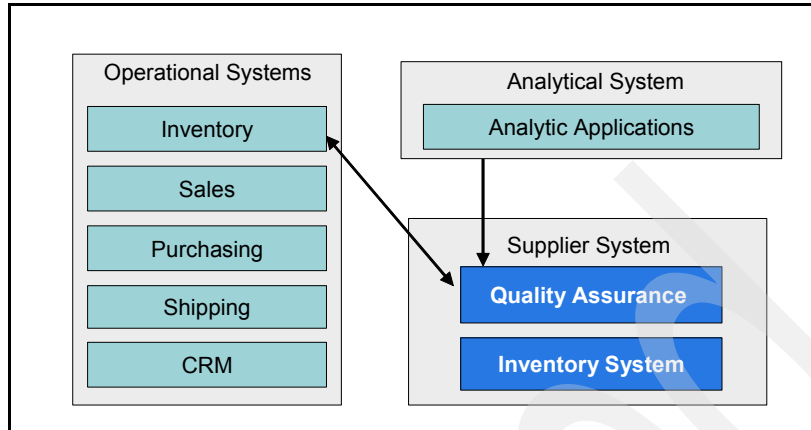 Operational Systems
Inventory
Sales
Purchasing
Shipping
CRM
Analytical System
Analytic Applications
Supplier System
Quality Assurance
Inventory System